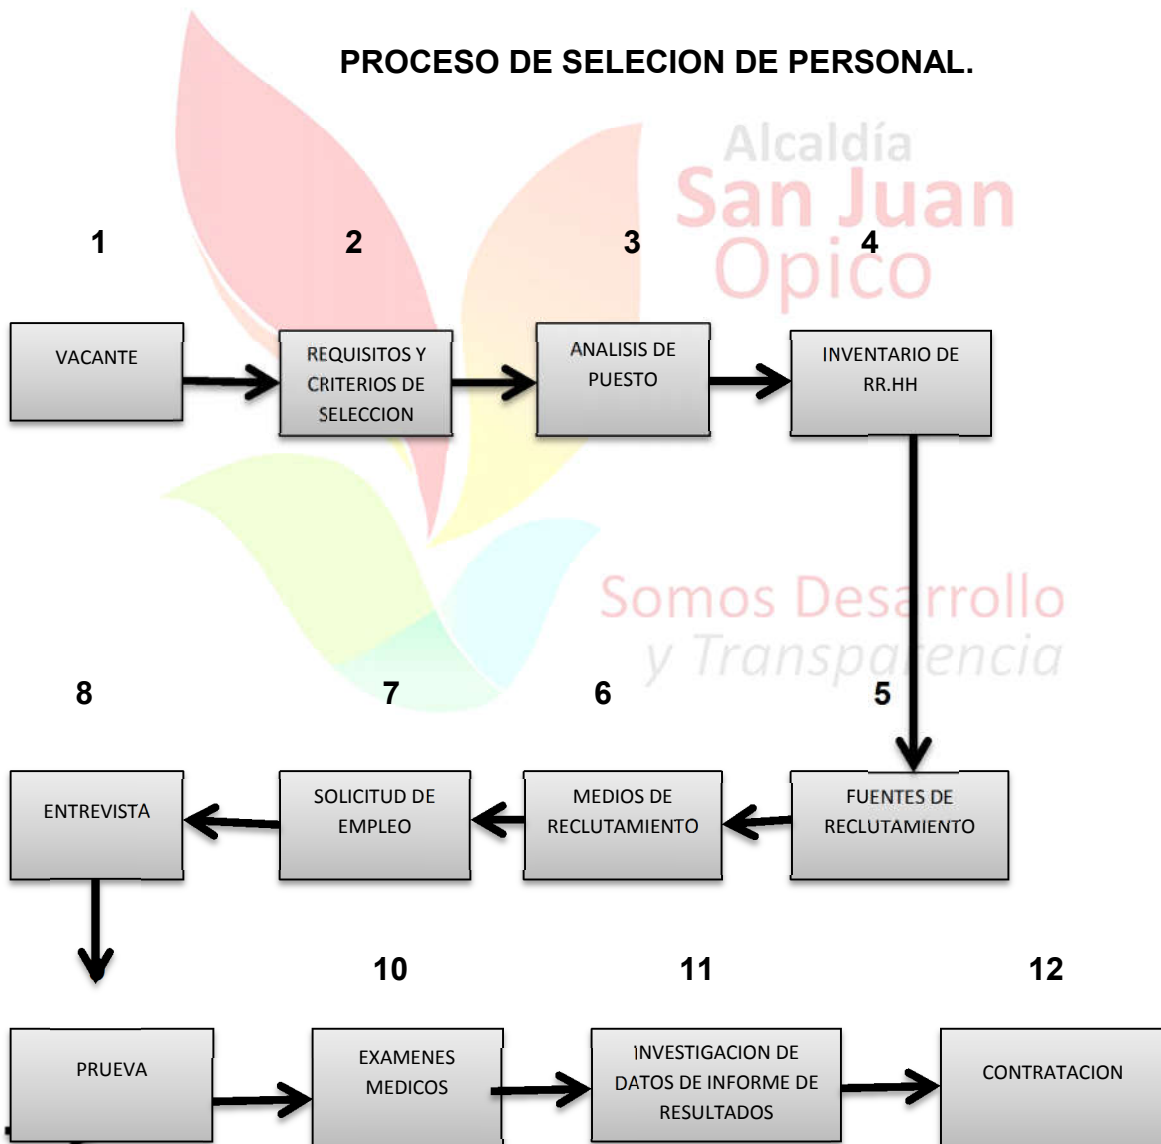 PROCESO DE SELECION DE PERSONAL.
Alcaldía
San Juan
Opico
1
2
3
4
VACANTE
REQUISITOS Y
CRITERIOS DE
SELECCION
ANALISIS DE
PUESTO
INVENTARIO DE
RR.HH
Somos Desarrollo
y Transparencia
8
7
6
5
ENTREVISTA
SOLICITUD DE
EMPLEO
MEDIOS DE
RECLUTAMIENTO
FUENTES DE
RECLUTAMIENTO
10
11
12
PRUEVA
EXAMENES
MEDICOS
INVESTIGACION DE
DATOS DE INFORME DE
RESULTADOS
CONTRATACION